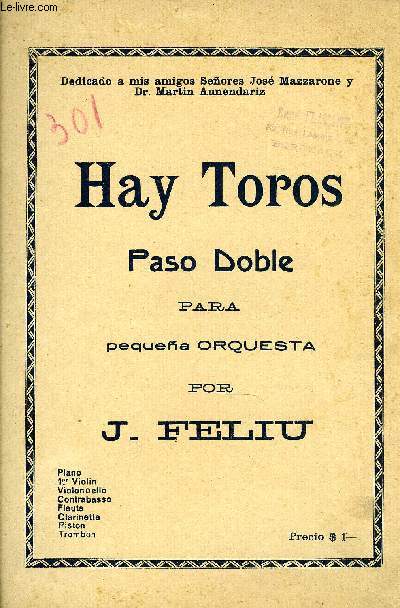 Le-livre.com
Dedicado a mis amigos Señores José Mazzarone y
Dr. Martin Aunendariz
301
Hay Toros
Paso Doble
PARA
pequeña ORQUESTA
POR
J. FELIU
Piano
1er Violin
Violoncello
Contrabasso
Flauta
Clarinette
Piston
Trombon
Precio $ 1—